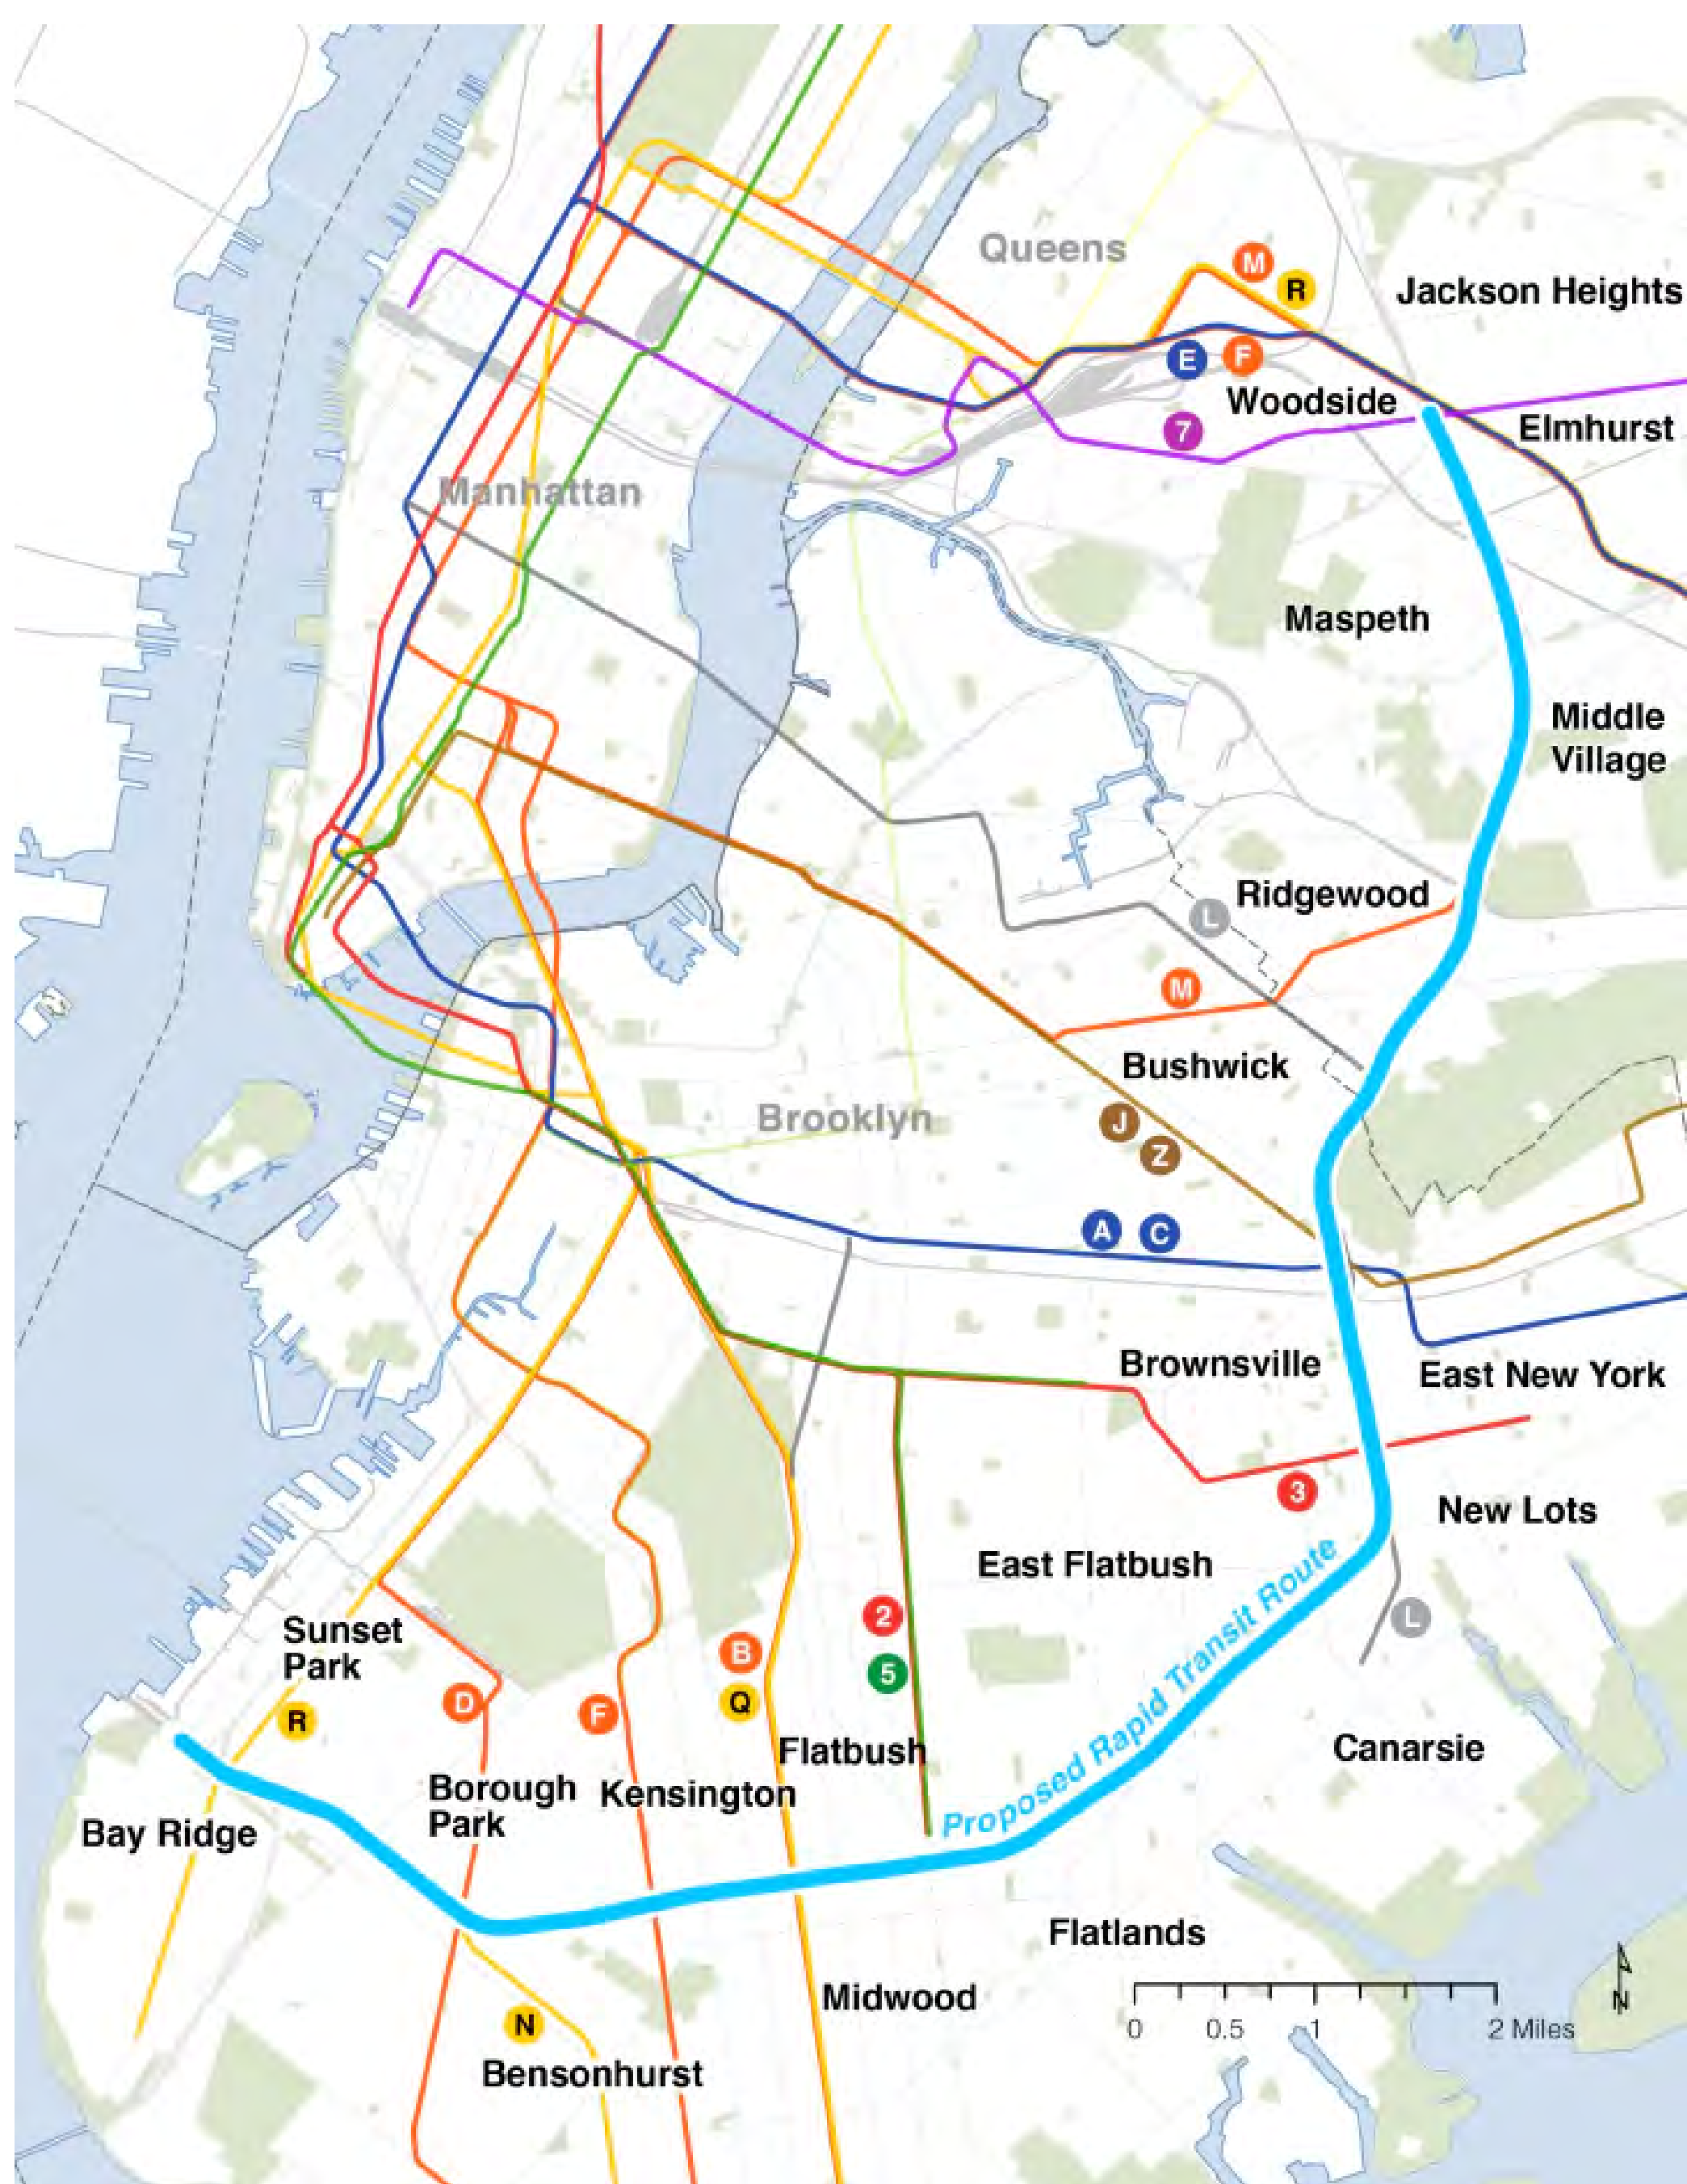 Queens
M
R
Jackson Heights
E
F
Woodside
7
Elmhurst
Manhattan
Maspeth
Middle
Village
Ridgewood
L
M
Bushwick
Brooklyn
J
Z
A
C
Brownsville
East New York
3
New Lots
East Flatbush
Proposed Rapid Transit Route
L
2
5
Sunset
Park
R
D
F
B
Q
Flatbush
Canarsie
Borough
Park
Kensington
Bay Ridge
Flatlands
Midwood
N
Bensonhurst
0 0.5 1 2 Miles
N